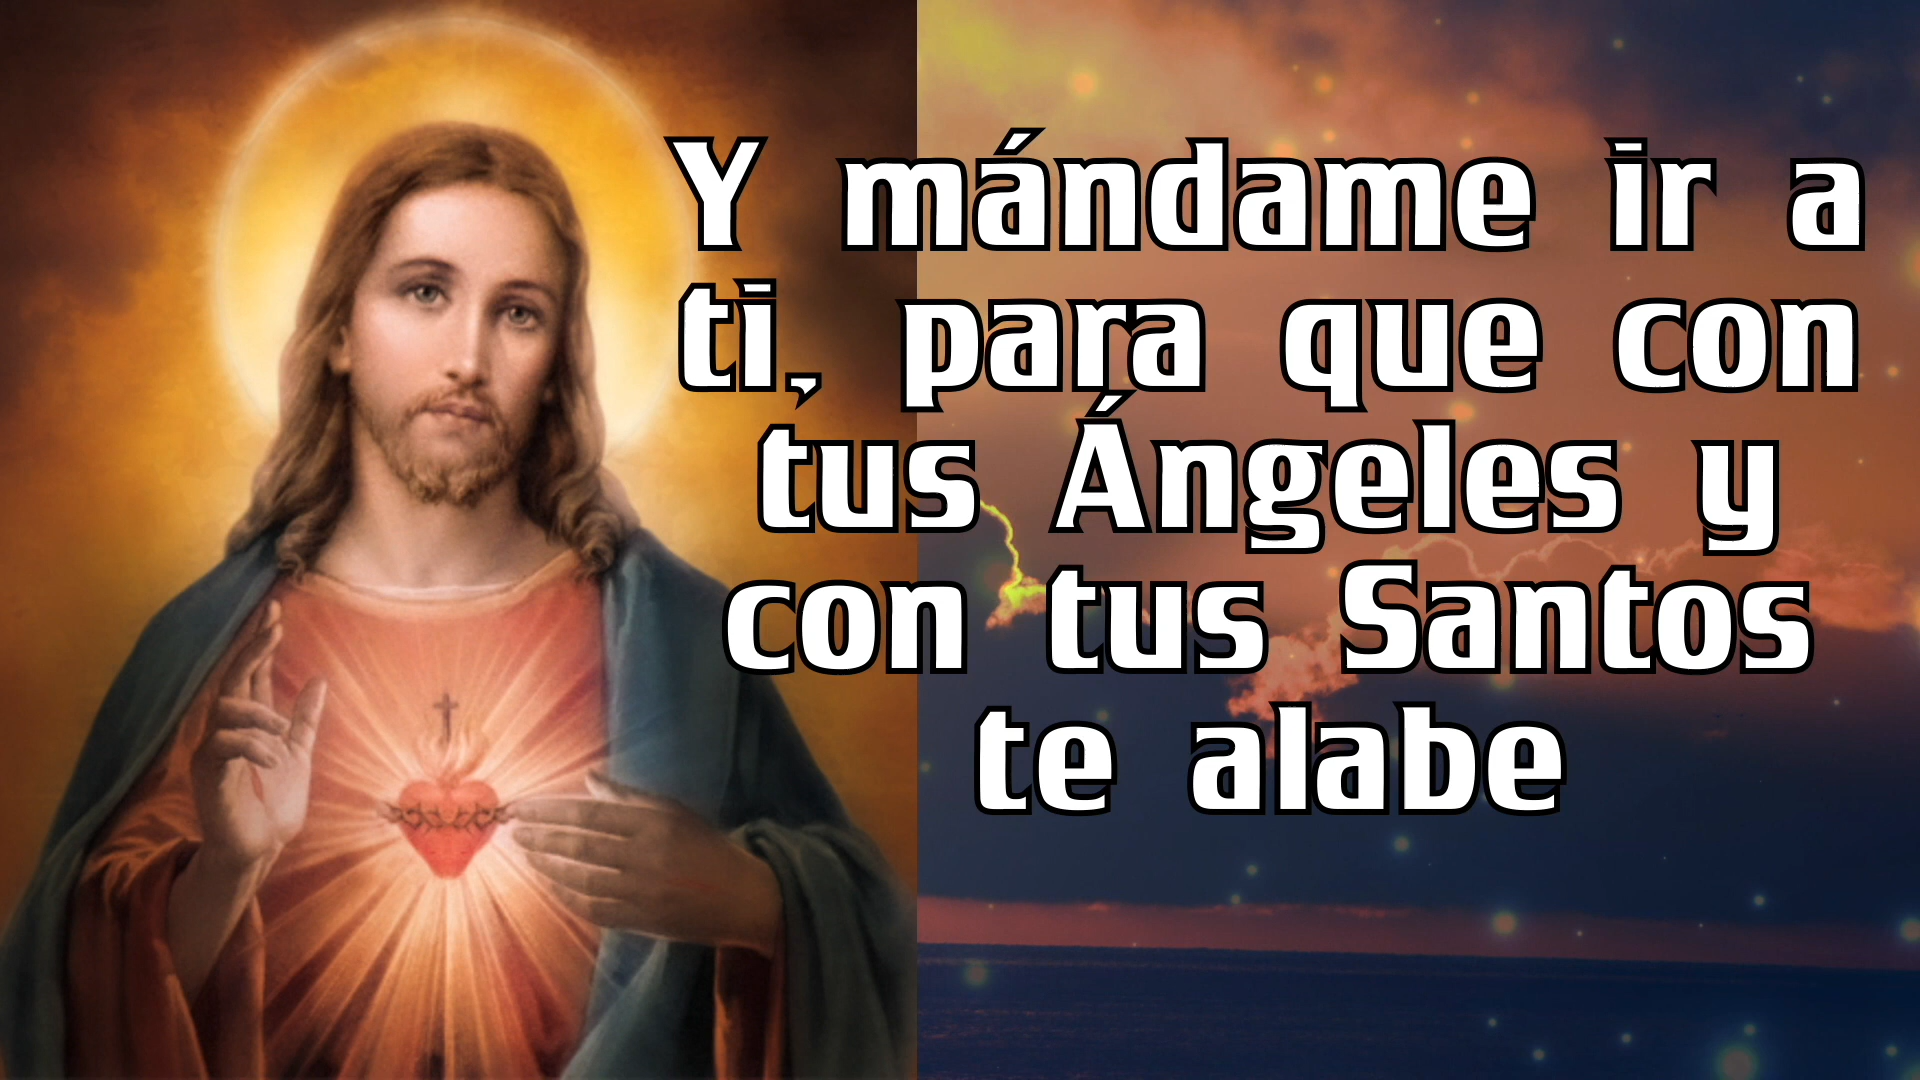 Y mándame ir a
ti, para que con
tus Ángeles y
con tus Santos
te alabe